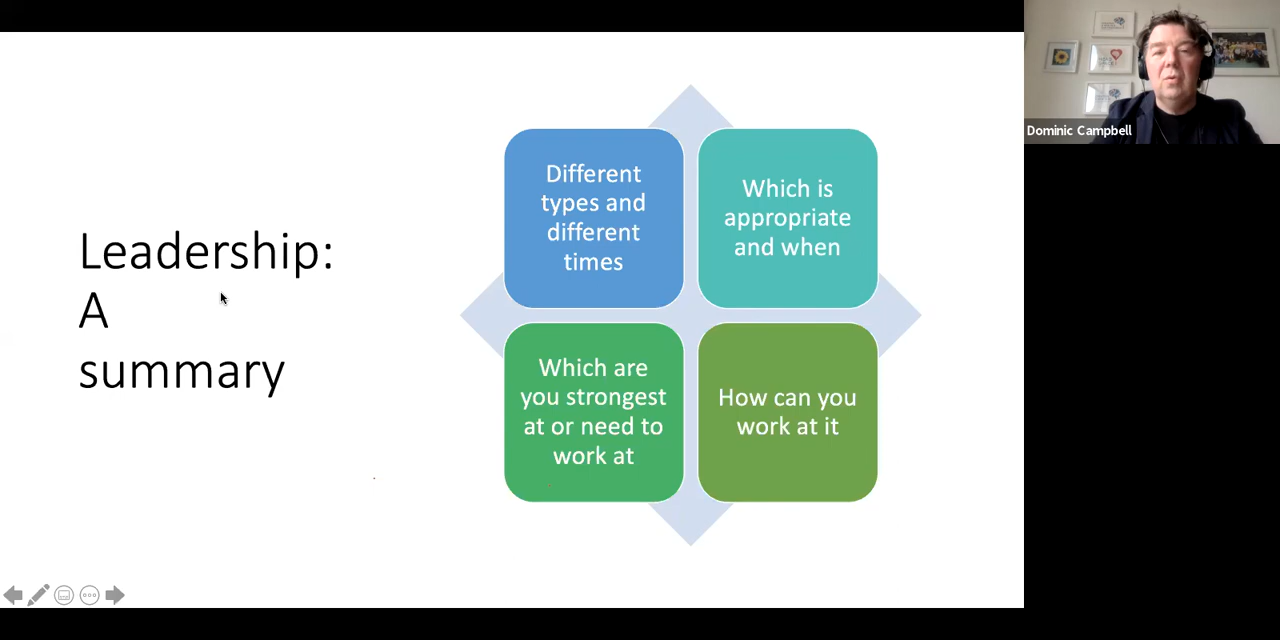 Leadership:
A
summary
Different
types and
different
times
Which is
appropriate
and when
Which are
you strongest
at or need to
work at
How can you
work at it
Dominic Campbell